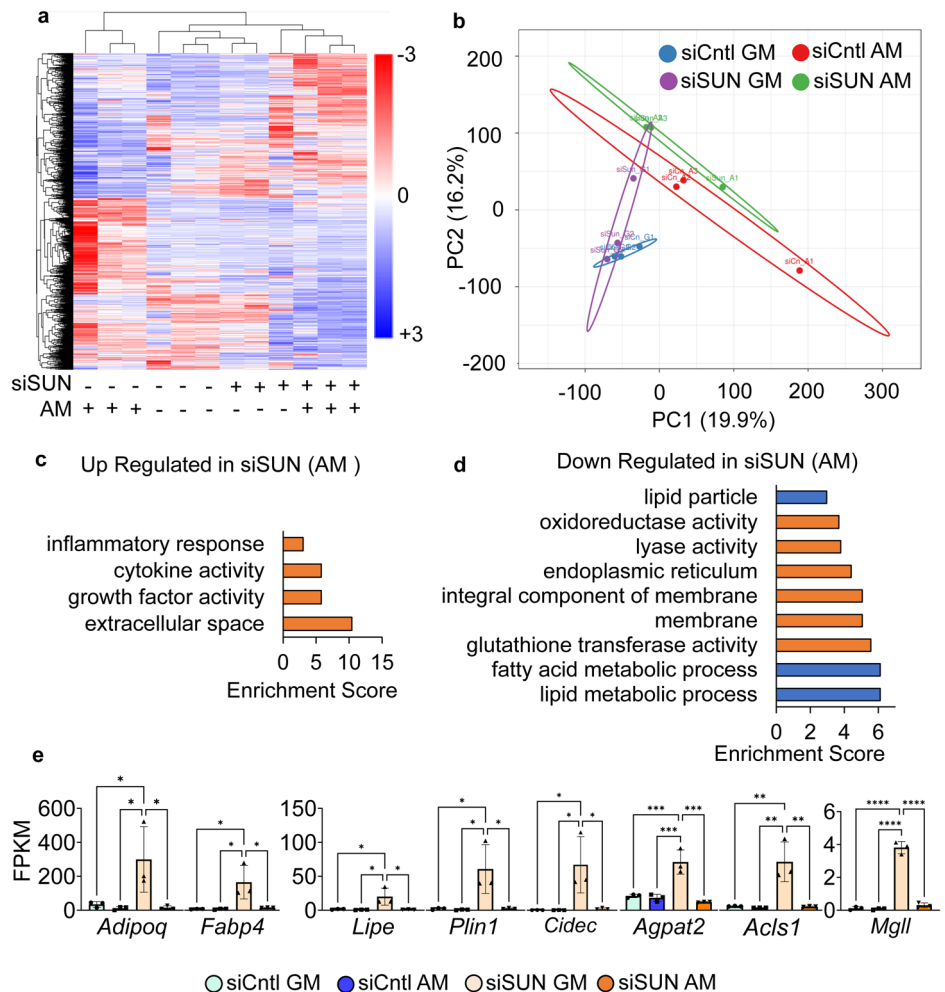 a
-3
0
+3
siSUN - - - - - - + + + + + +
AM + + + - - - - - - + + +
b
siCntl GM
siCntl AM
siSUN GM
siSUN AM
200
100
0
-100
-200
PC2 (16.2%)
siSun_A1
siSun_G1
siCn_A1
siCn_G1
-100 0 100 200 300
PC1 (19.9%)
c
Up Regulated in siSUN (AM )
inflammatory response
cytokine activity
growth factor activity
extracellular space
0 5 10 15
Enrichment Score
d
Down Regulated in siSUN (AM)
lipid particle
oxidoreductase activity
lyase activity
endoplasmic reticulum
integral component of membrane
membrane
glutathione transferase activity
fatty acid metabolic process
lipid metabolic process
0 2 4 6
Enrichment Score
e
FPKM
600
400
200
0
* * * * * *
Adipoq Fabp4
150
100
50
0
* * * * * * * * * *** *** *** ** ** **
Lipe Plin1 Cidec Agpat2 Acls1
6
4
2
0
**** **** ****
Mgll
siCntl GM siCntl AM siSUN GM siSUN AM